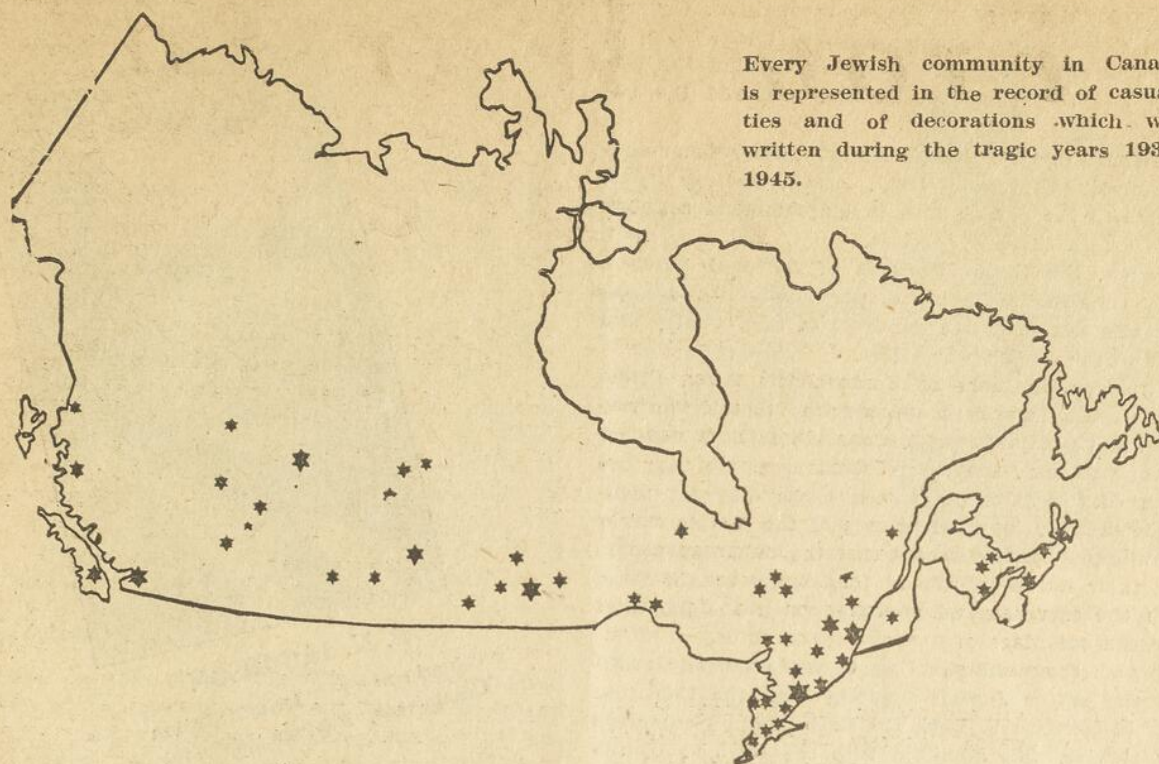 Every Jewish community in Cana
is represented in the record of casua
ties and of decorations which w
written during the tragic years 193
1945.